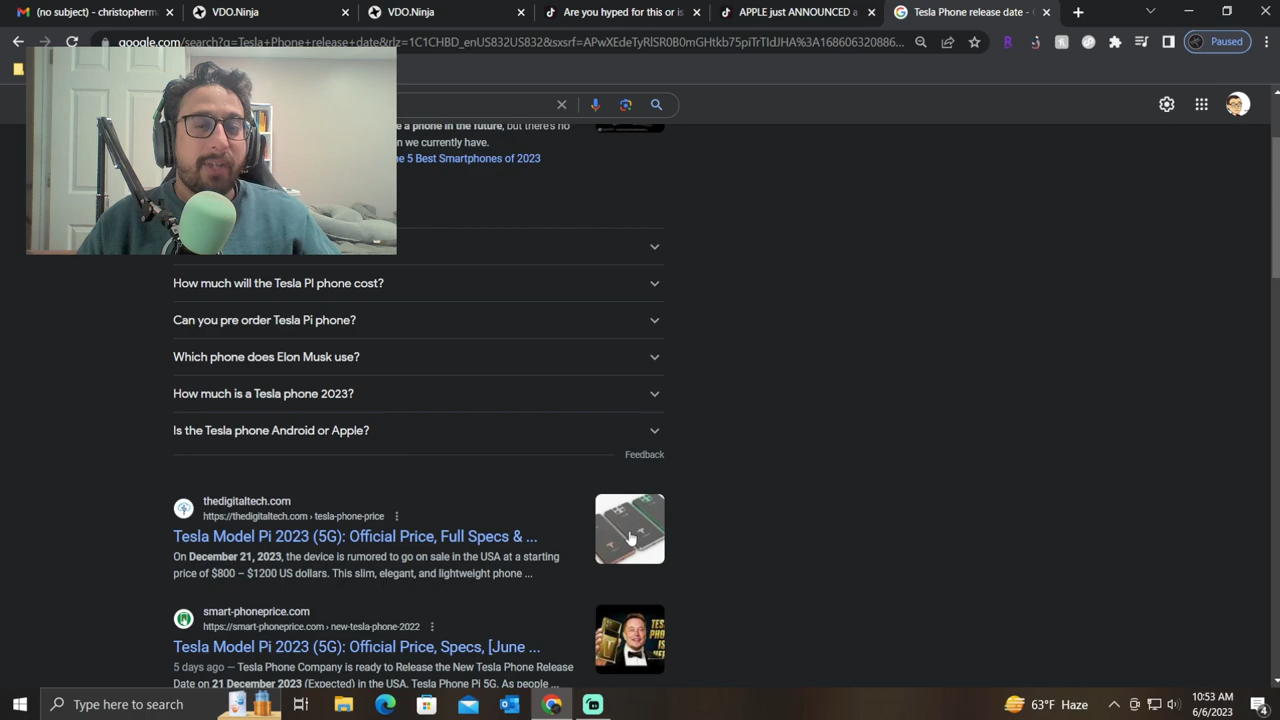 (no subject) - christopherm
VDO.Ninja
VDO.Ninja
Are you hyped for this or is
APPLE just ANNOUNCED a
Tesla Phone release date -
google.com/search?q=Tesla+Phone+release+date&rlz=1C1CHBD_enUS832US832&sxsrf=APwXEdeTyRlSR0B0mGHtkb75piTrTIdJHA%3A168606320886...
Paused
e a phone in the future, but there's no
n we currently have.
ne 5 Best Smartphones of 2023
How much will the Tesla PI phone cost?
Can you pre order Tesla Pi phone?
Which phone does Elon Musk use?
How much is a Tesla phone 2023?
Is the Tesla phone Android or Apple?
Feedback
thedigitaltech.com
https://thedigitaltech.com › tesla-phone-price
Tesla Model Pi 2023 (5G): Official Price, Full Specs & ...
On December 21, 2023, the device is rumored to go on sale in the USA at a starting
price of $800 – $1200 US dollars. This slim, elegant, and lightweight phone ...
smart-phoneprice.com
https://smart-phoneprice.com › new-tesla-phone-2022
Tesla Model Pi 2023 (5G): Official Price, Specs, [June ...
5 days ago — Tesla Phone Company is ready to Release the New Tesla Phone Release
Date on 21 December 2023 (Expected) in the USA. Tesla Phone Pi 5G. As people ...
Type here to search
63°F Haze
10:53 AM
6/6/2023
4